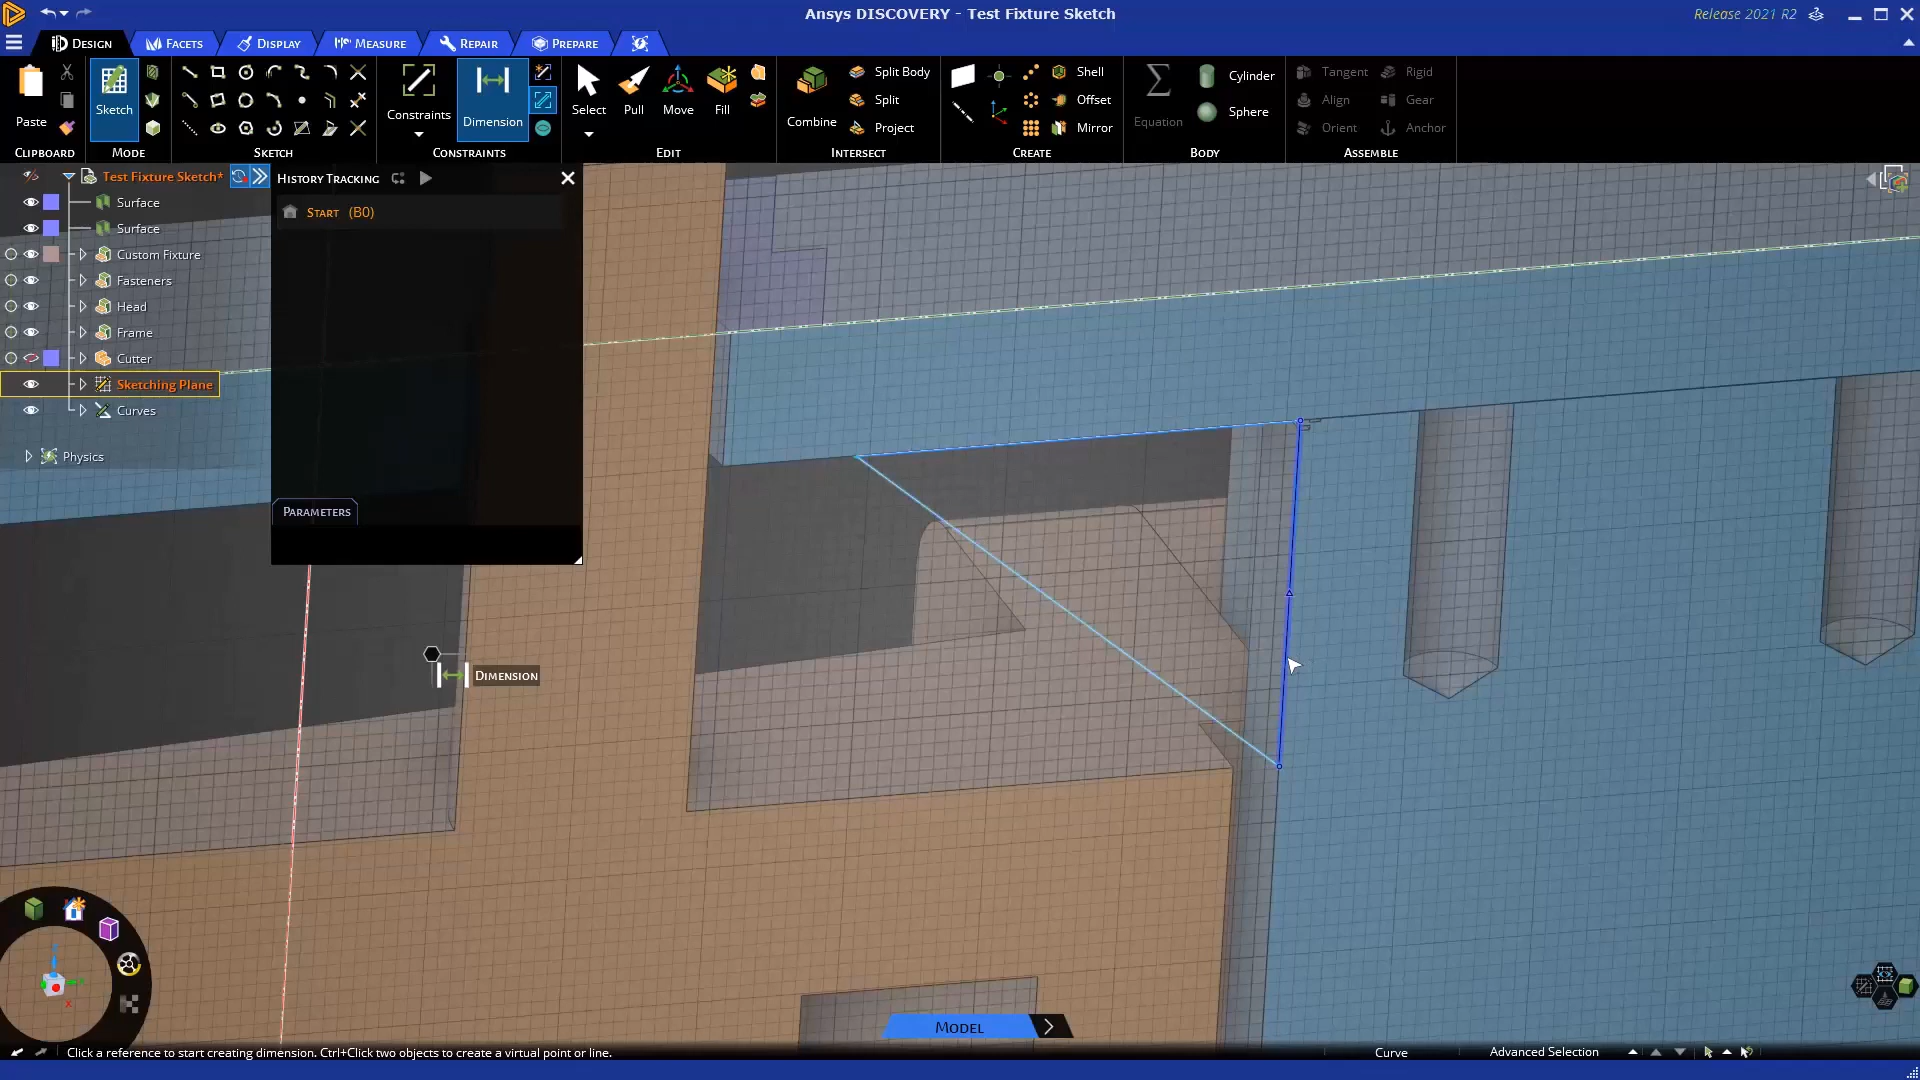 Ansys DISCOVERY - Test Fixture Sketch
Release 2021 R2
DESIGN
FACETS
DISPLAY
MEASURE
REPAIR
PREPARE
Paste
Sketch
Constraints
Dimension
Select
Pull
Move
Fill
Combine
Split Body
Split
Project
Shell
Offset
Mirror
Equation
Cylinder
Sphere
Tangent
Rigid
Align
Gear
Orient
Anchor
CLIPBOARD
MODE
SKETCH
CONSTRAINTS
EDIT
INTERSECT
CREATE
BODY
ASSEMBLE
Test Fixture Sketch*
Surface
Surface
Custom Fixture
Fasteners
Head
Frame
Cutter
Sketching Plane
Curves
Physics
HISTORY TRACKING
START (B0)
PARAMETERS
DIMENSION
MODEL
Click a reference to start creating dimension. Ctrl+Click two objects to create a virtual point or line.
Curve
Advanced Selection